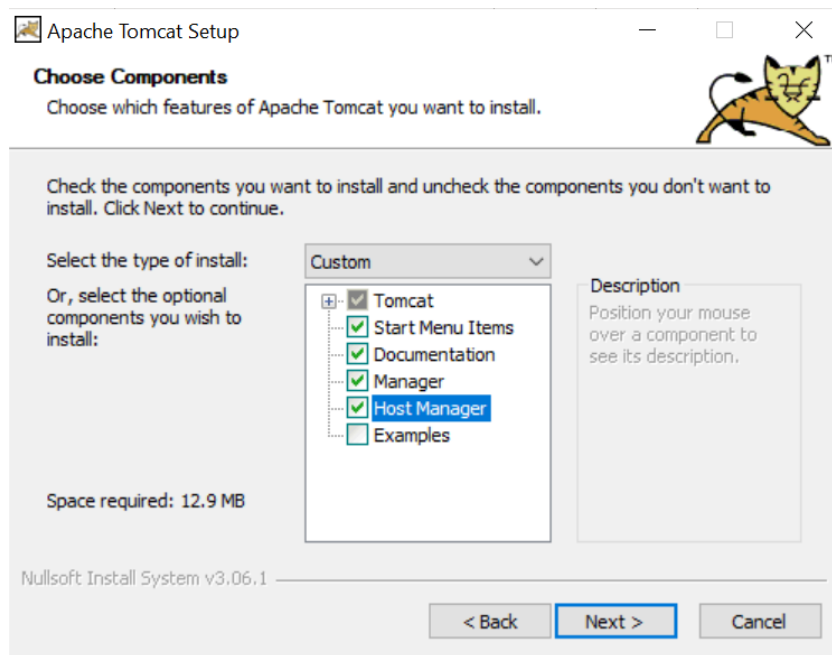 Apache Tomcat Setup
Choose Components
Choose which features of Apache Tomcat you want to install.
TM
Check the components you want to install and uncheck the components you don't want to
install. Click Next to continue.
Select the type of install:
Custom
Or, select the optional
components you wish to
install:
Tomcat
Start Menu Items
Documentation
Manager
Host Manager
Examples
Description
Position your mouse
over a component to
see its description.
Space required: 12.9 MB
Nullsoft Install System v3.06.1
< Back
Next >
Cancel